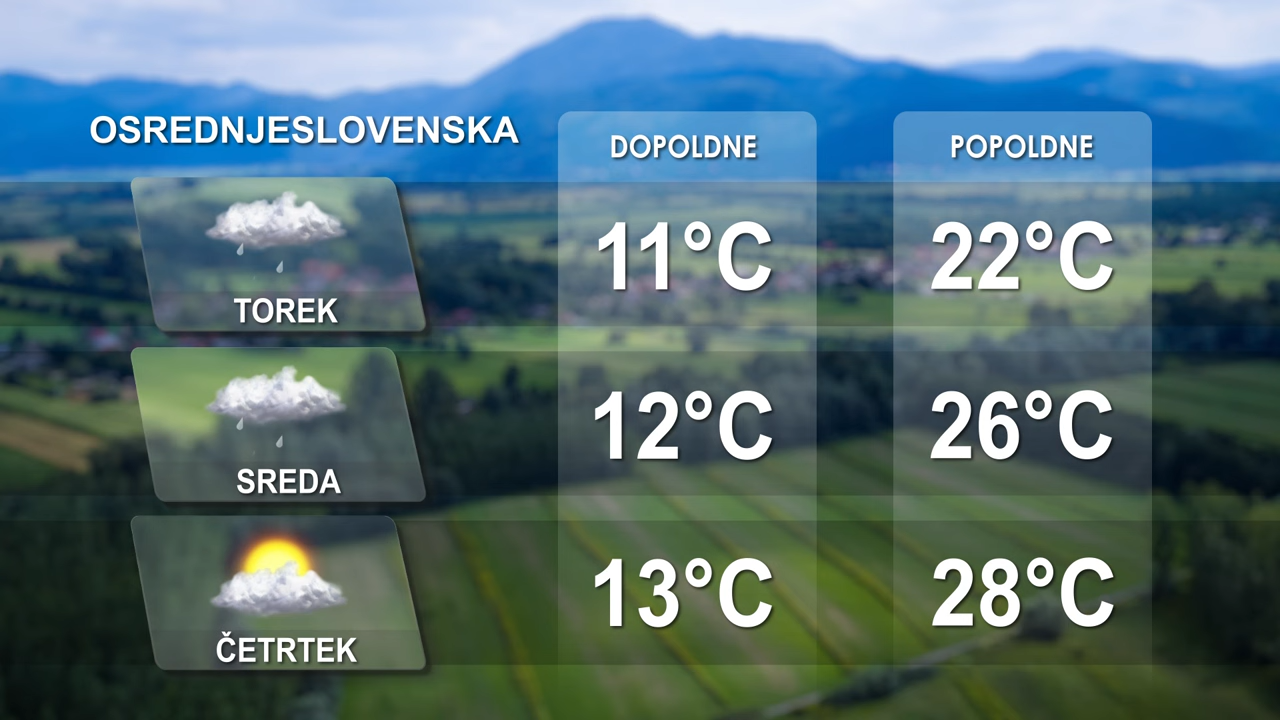 OSREDNJESLOVENSKA
DOPOLDNE POPOLDNE
TOREK 11°C 22°C
SREDA 12°C 26°C
ČETRTEK 13°C 28°C